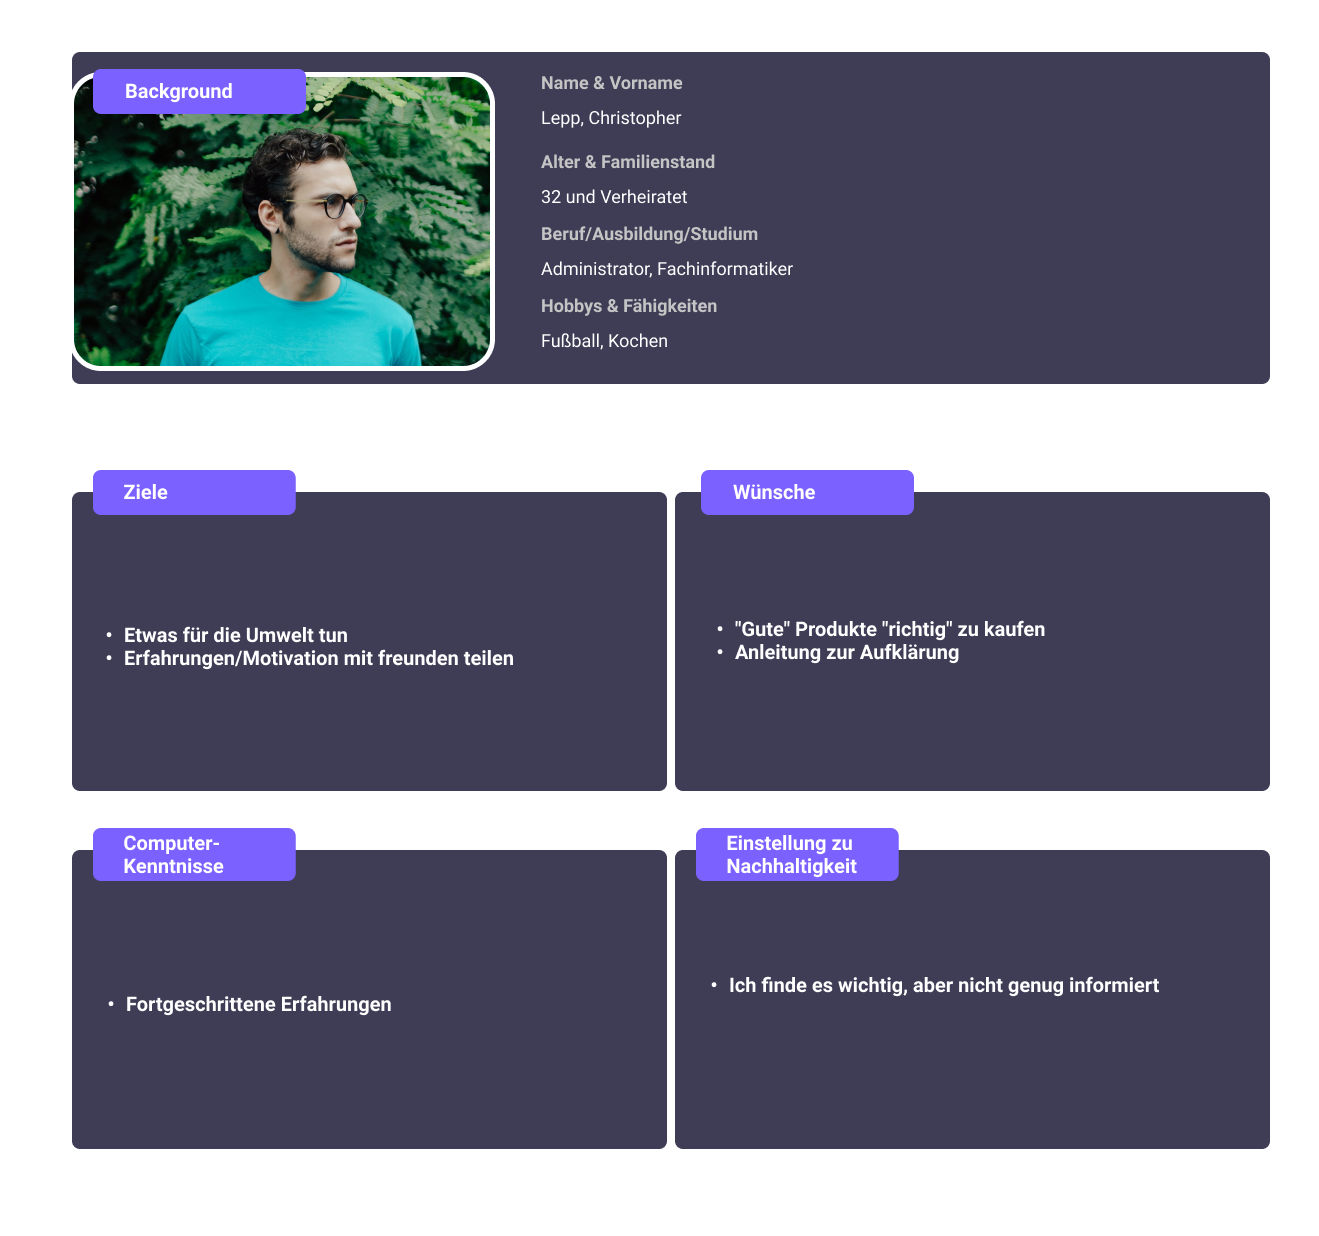 Background
Name & Vorname
Lepp, Christopher
Alter & Familienstand
32 und Verheiratet
Beruf/Ausbildung/Studium
Administrator, Fachinformatiker
Hobbys & Fähigkeiten
Fußball, Kochen
Ziele
• Etwas für die Umwelt tun
• Erfahrungen/Motivation mit freunden teilen
Wünsche
• "Gute" Produkte "richtig" zu kaufen
• Anleitung zur Aufklärung
Computer-
Kenntnisse
• Fortgeschrittene Erfahrungen
Einstellung zu
Nachhaltigkeit
• Ich finde es wichtig, aber nicht genug informiert